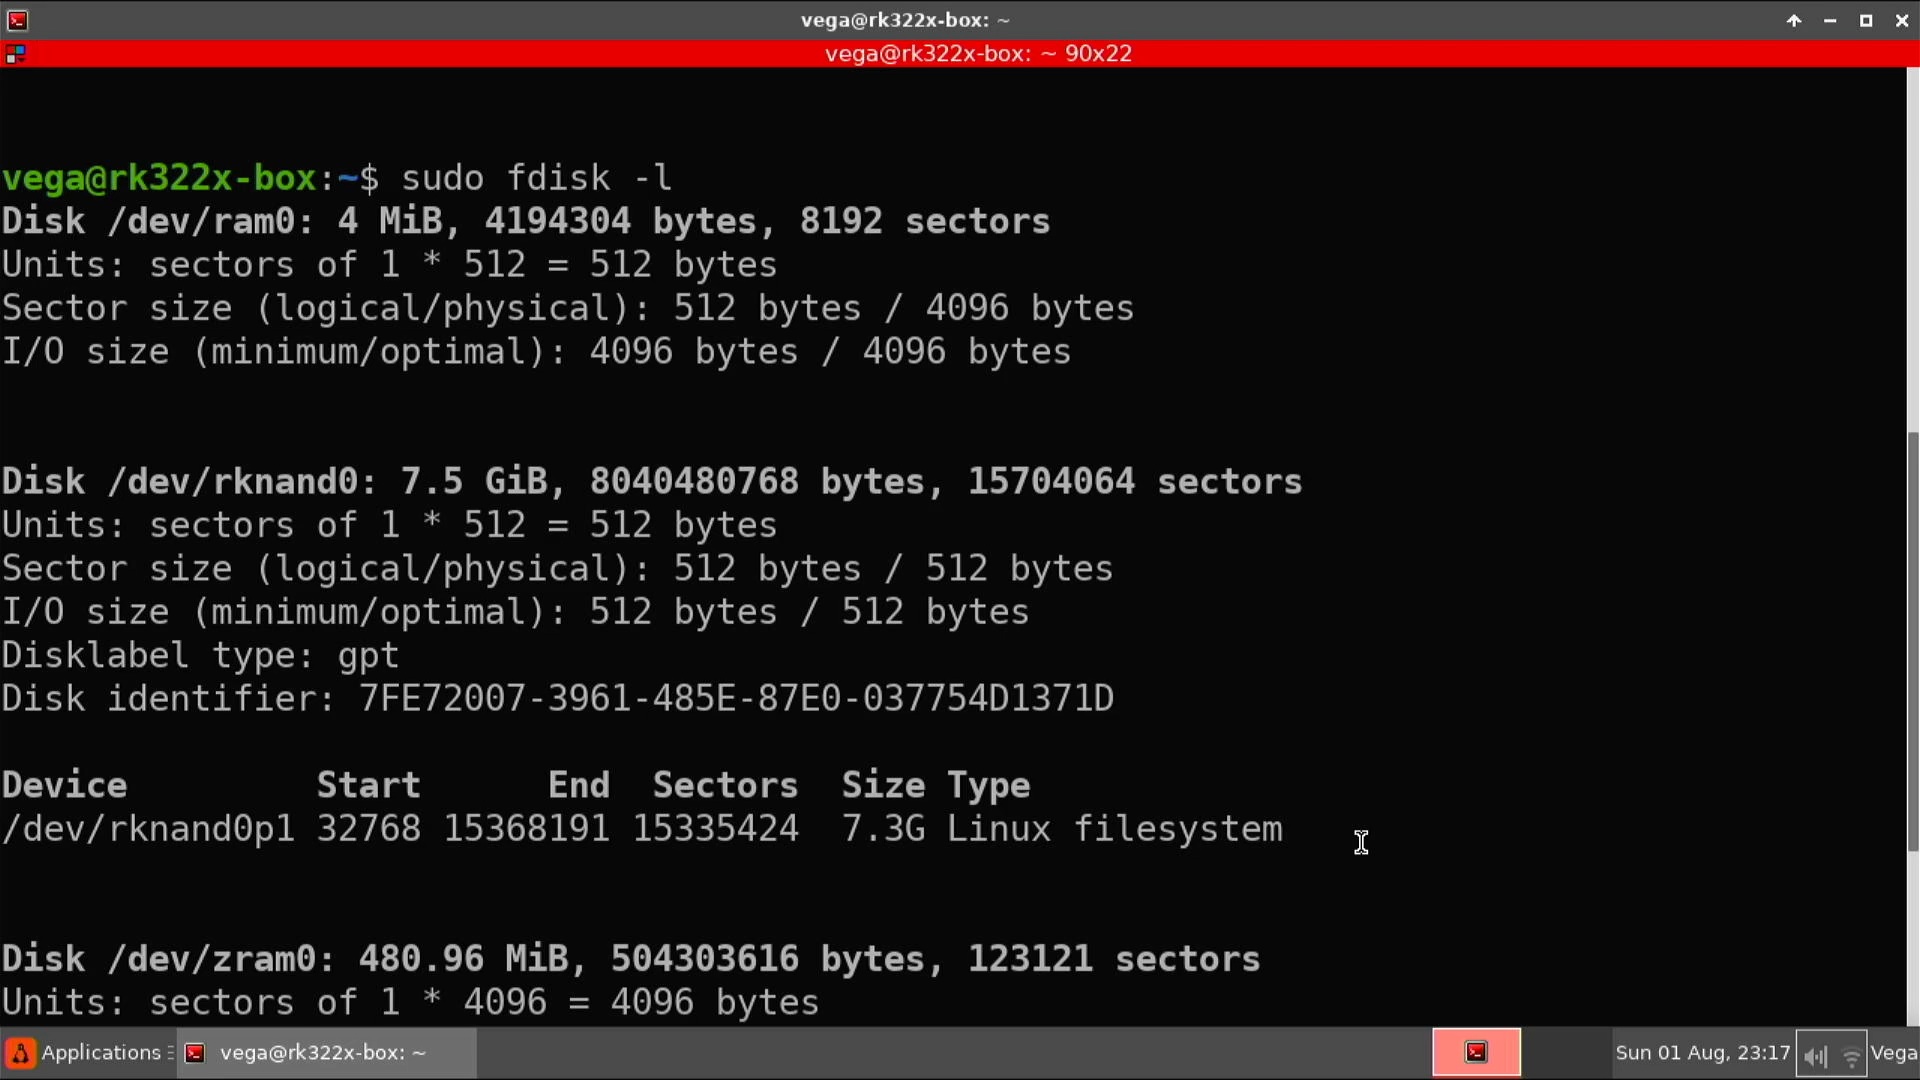 vega@rk322x-box: ~
vega@rk322x-box: ~ 90x22
vega@rk322x-box:~$ sudo fdisk -l
Disk /dev/ram0: 4 MiB, 4194304 bytes, 8192 sectors
Units: sectors of 1 * 512 = 512 bytes
Sector size (logical/physical): 512 bytes / 4096 bytes
I/O size (minimum/optimal): 4096 bytes / 4096 bytes
Disk /dev/rknand0: 7.5 GiB, 8040480768 bytes, 15704064 sectors
Units: sectors of 1 * 512 = 512 bytes
Sector size (logical/physical): 512 bytes / 512 bytes
I/O size (minimum/optimal): 512 bytes / 512 bytes
Disklabel type: gpt
Disk identifier: 7FE72007-3961-485E-87E0-037754D1371D
Device         Start      End  Sectors  Size Type
/dev/rknand0p1 32768 15368191 15335424  7.3G Linux filesystem
Disk /dev/zram0: 480.96 MiB, 504303616 bytes, 123121 sectors
Units: sectors of 1 * 4096 = 4096 bytes
Applications vega@rk322x-box: ~ Sun 01 Aug, 23:17 Vega